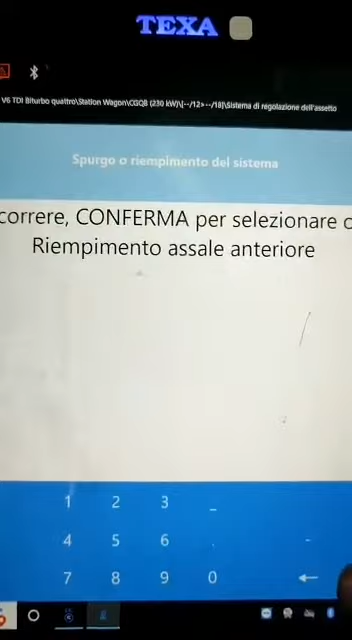 TEXA
V6 TDI Biturbo quattro\Station Wagon\CGQB (230 kW)\[--/12>--/18]\Sistema di regolazione dell'assetto
Spurgo o riempimento del sistema
correre, CONFERMA per selezionare
Riempimento assale anteriore
1 2 3 _
4 5 6 . -
7 8 9 0 ←